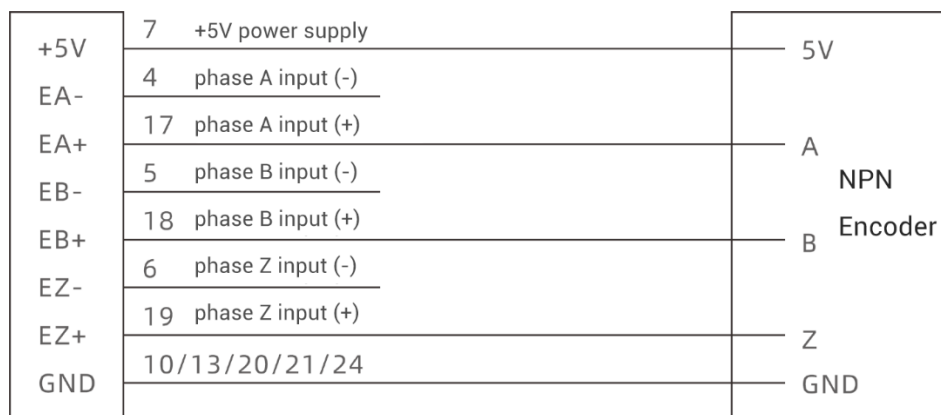 +5V 7 +5V power supply 5V
EA- 4 phase A input (-)
EA+ 17 phase A input (+) A
EB- 5 phase B input (-)
NPN
EB+ 18 phase B input (+) B
Encoder
EZ- 6 phase Z input (-)
EZ+ 19 phase Z input (+) Z
GND 10/13/20/21/24 GND